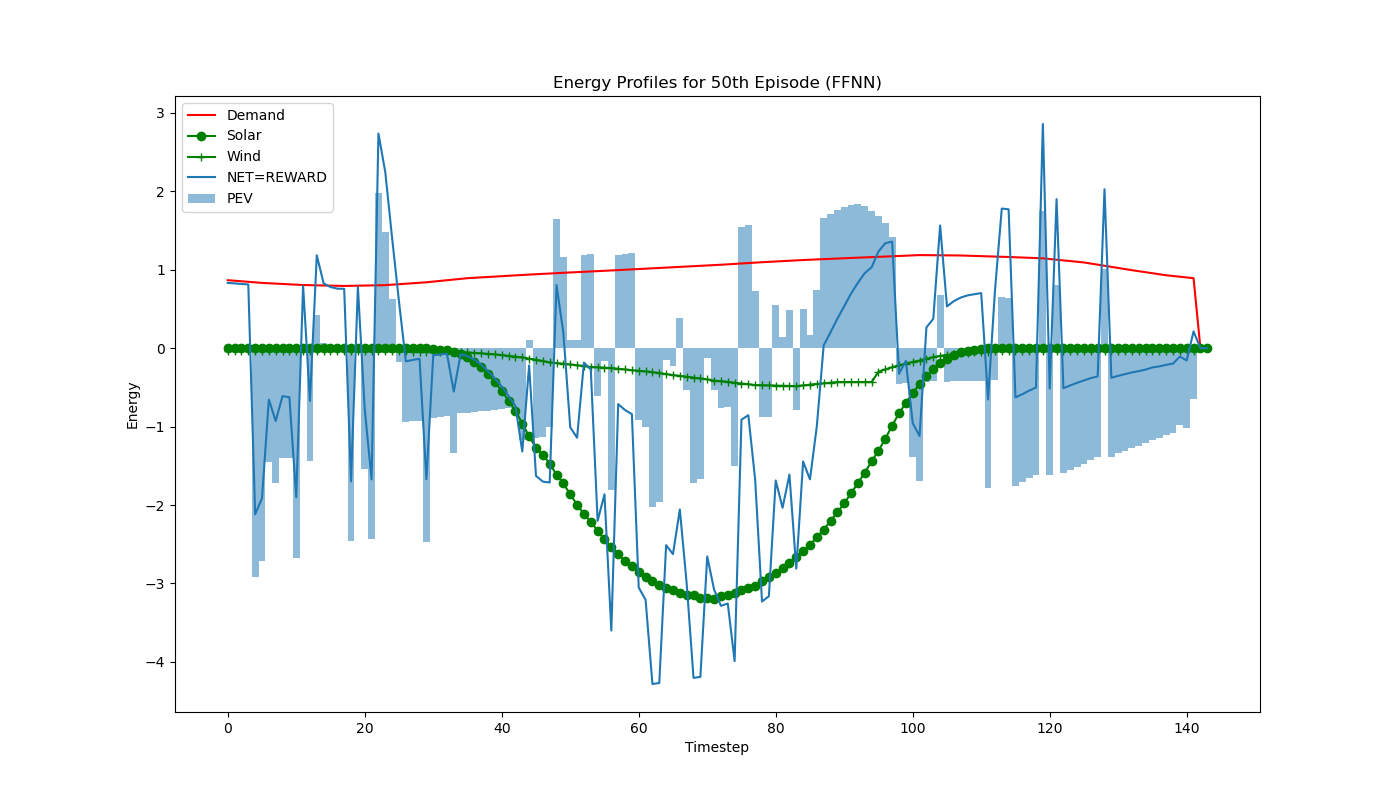 Energy Profiles for 50th Episode (FFNN)
Demand
Solar
Wind
NET=REWARD
PEV
3
2
1
0
−1
−2
−3
−4
Energy
0 20 40 60 80 100 120 140
Timestep